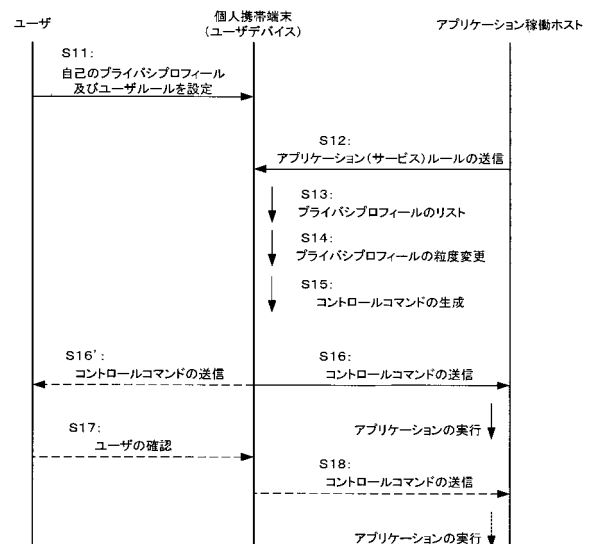 ユーザ
個人携帯端末
(ユーザデバイス)
アプリケーション稼働ホスト
S11:
自己のプライバシプロフィール
及びユーザルールを設定
S12:
アプリケーション(サービス)ルールの送信
S13:
プライバシプロフィールのリスト
S14:
プライバシプロフィールの粒度変更
S15:
コントロールコマンドの生成
S16':
コントロールコマンドの送信
S16:
コントロールコマンドの送信
アプリケーションの実行
S17:
ユーザの確認
S18:
コントロールコマンドの送信
アプリケーションの実行